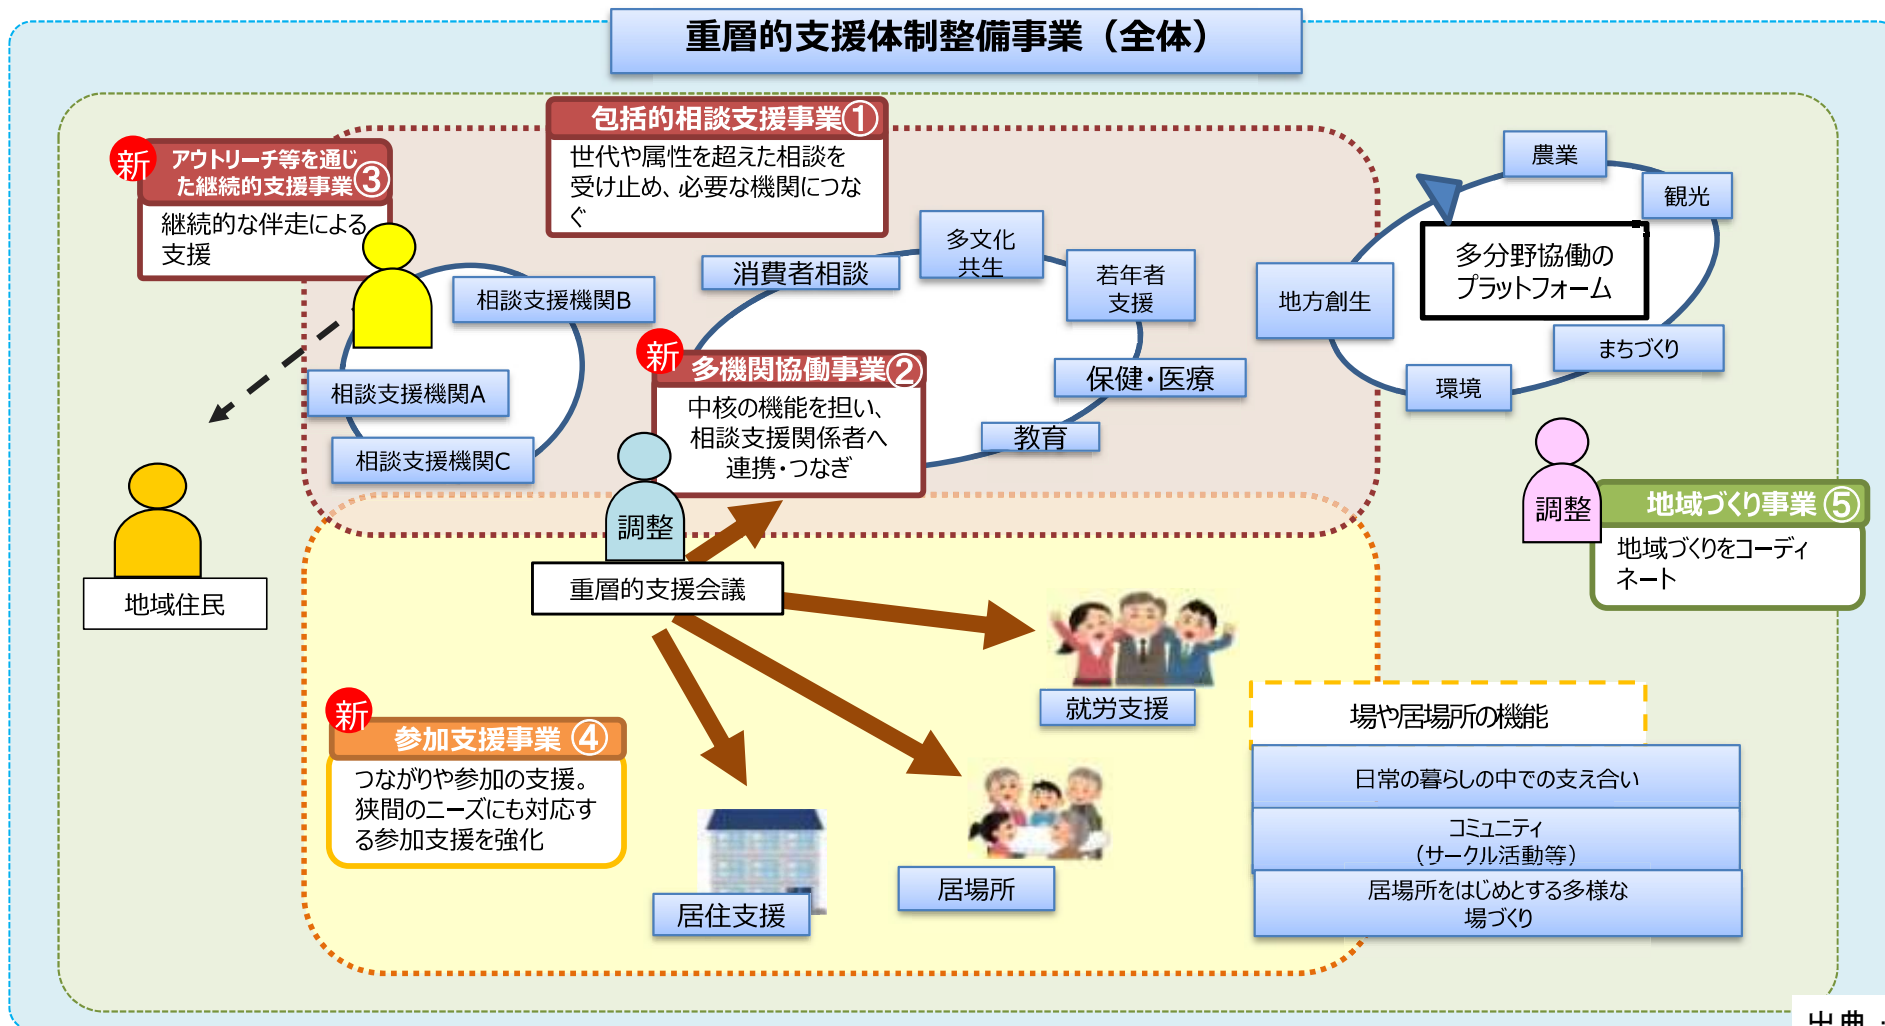 重層的支援体制整備事業（全体）
包括的相談支援事業①
世代や属性を超えた相談を
受け止め、必要な機関につな
ぐ
新
アウトリーチ等を通じ
た継続的支援事業③
継続的な伴走による
支援
相談支援機関B
相談支援機関A
相談支援機関C
消費者相談
多文化
共生
若年者
支援
保健・医療
教育
新
多機関協働事業②
中核の機能を担い、
相談支援関係者へ
連携・つなぎ
農業
観光
多分野協働の
プラットフォーム
地方創生
まちづくり
環境
調整
地域づくり事業⑤
地域づくりをコーディ
ネート
調整
重層的支援会議
地域住民
就労支援
新
参加支援事業④
つながりや参加の支援。
狭間のニーズにも対応す
る参加支援を強化
居住支援
居場所
場や居場所の機能
日常の暮らしの中での支え合い
コミュニティ
（サークル活動等）
居場所をはじめとする多様な
場づくり